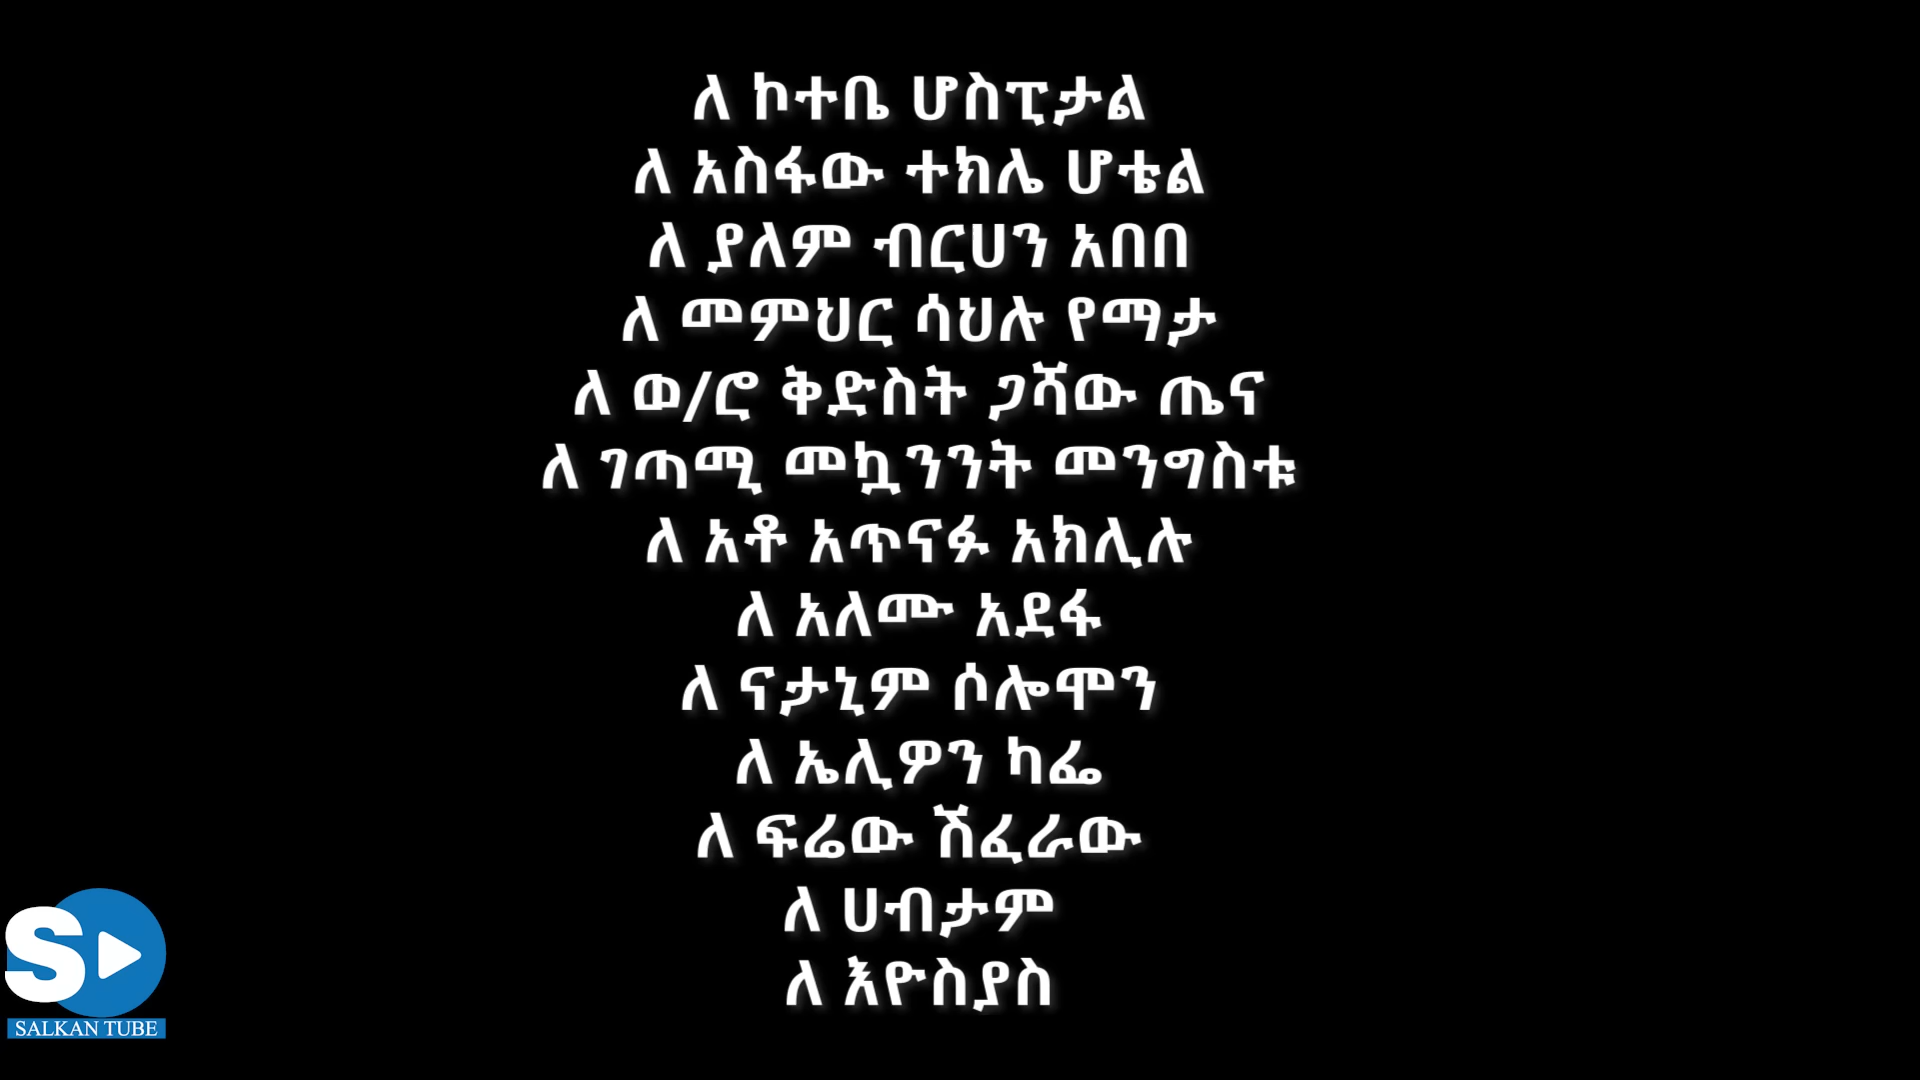 ለ ኮተቤ ሆስፒታል
ለ አስፋው ተክሌ ሆቴል
ለ ያለም ብርሀን አበበ
ለ መምህር ሳህሉ የማታ
ለ ወ/ሮ ቅድስት ጋሻው ጤና
ለ ገጣሚ መኳንንት መንግስቱ
ለ አቶ አጥናፉ አክሊሉ
ለ አለሙ አደፋ
ለ ናታኒም ሶሎሞን
ለ ኤሊዎን ካፌ
ለ ፍሬው ሽፈራው
ለ ሀብታም
ለ እዮስያስ
SALKAN TUBE